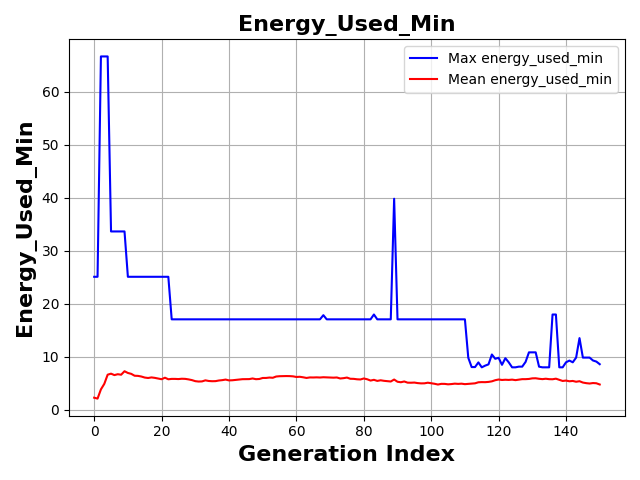 Energy_Used_Min
Max energy_used_min
Mean energy_used_min
Energy_Used_Min
60
50
40
30
20
10
0
0 20 40 60 80 100 120 140
Generation Index